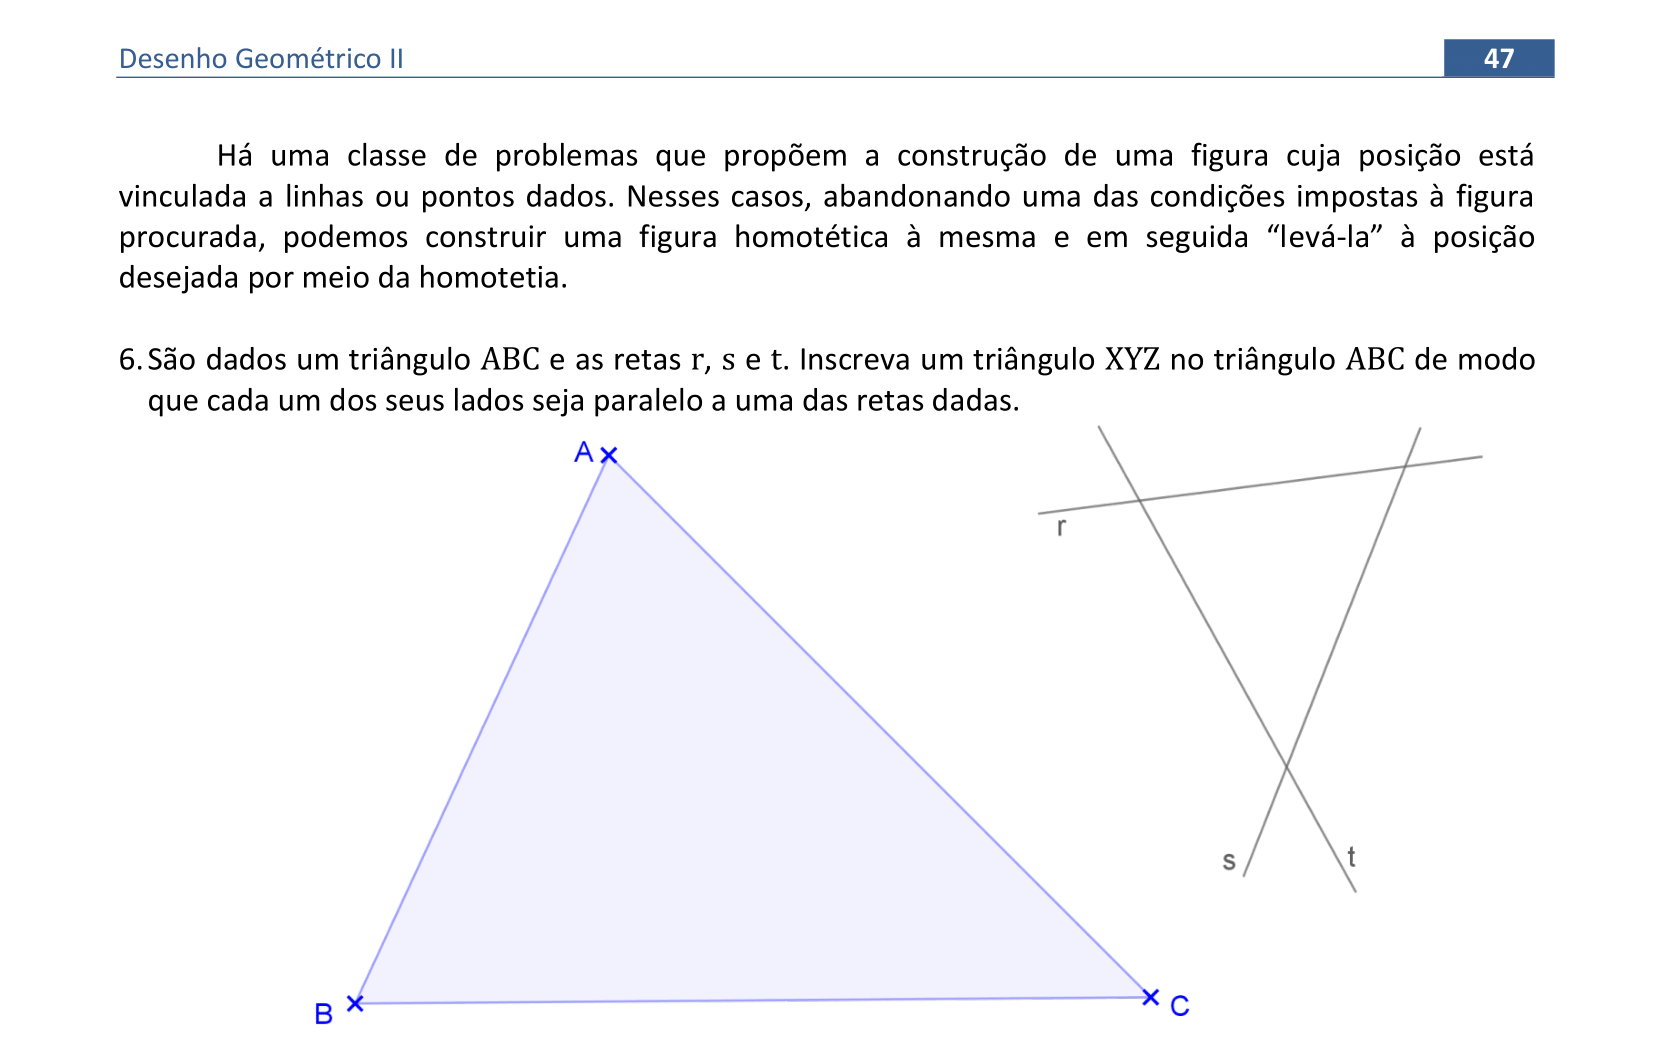 Desenho Geométrico II
47
Há uma classe de problemas que propõem a construção de uma figura cuja posição está
vinculada a linhas ou pontos dados. Nesses casos, abandonando uma das condições impostas à figura
procurada, podemos construir uma figura homotética à mesma e em seguida “levá-la” à posição
desejada por meio da homotetia.
6. São dados um triângulo ABC e as retas r, s e t. Inscreva um triângulo XYZ no triângulo ABC de modo
que cada um dos seus lados seja paralelo a uma das retas dadas.
A
r
s
t
B
C